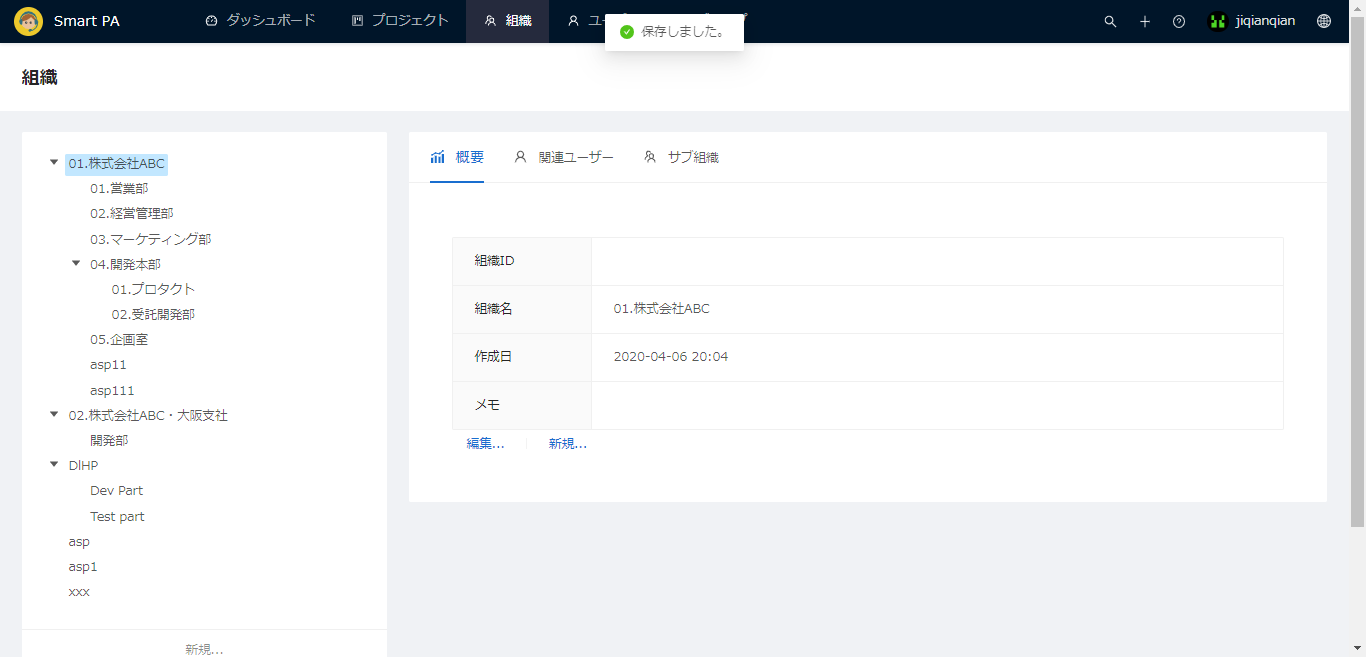 Smart PA
ダッシュボード
プロジェクト
組織
jiqianqian
保存しました。
組織
01.株式会社ABC
01.営業部
02.経営管理部
03.マーケティング部
04.開発本部
01.プロタクト
02.受託開発部
05.企画室
asp11
asp111
02.株式会社ABC・大阪支社
開発部
DlHP
Dev Part
Test part
asp
asp1
xxx
新規...
概要
関連ユーザー
サブ組織
組織ID
組織名 01.株式会社ABC
作成日 2020-04-06 20:04
メモ
編集... 新規...